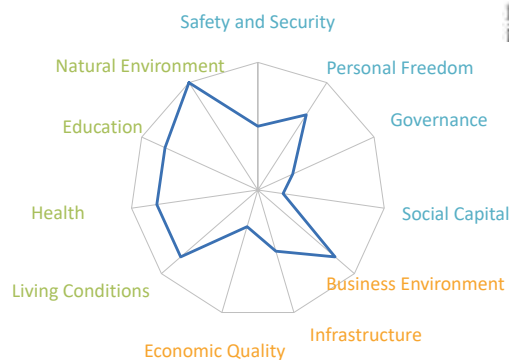 Safety and Security
Natural Environment
Personal Freedom
Education
Governance
Health
Social Capital
Living Conditions
Business Environment
Infrastructure
Economic Quality